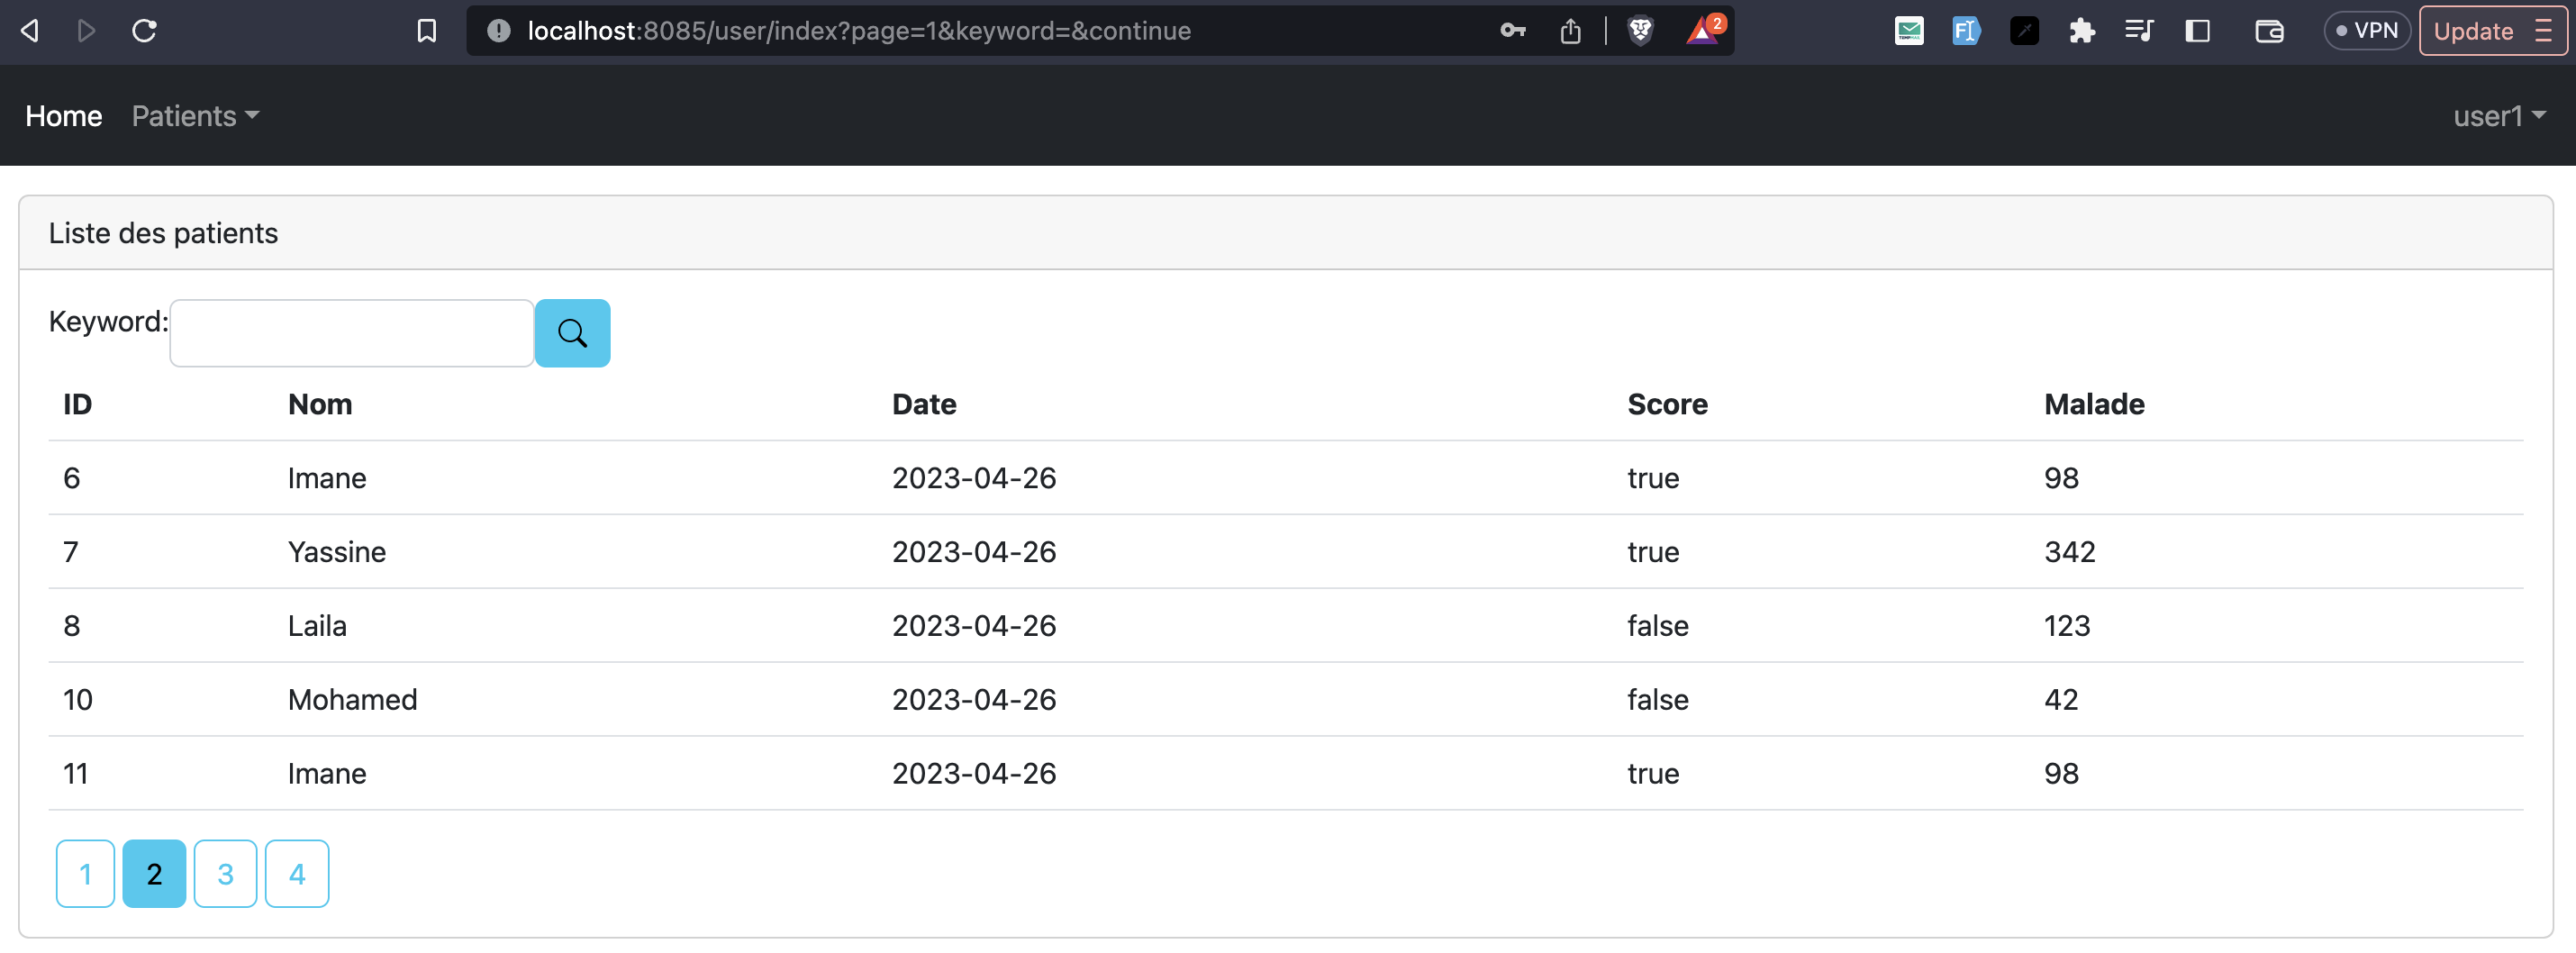 localhost:8085/user/index?page=1&keyword=&continue
2
VPN
Update
Home Patients user1
Liste des patients
Keyword:
ID Nom Date Score Malade
6 Imane 2023-04-26 true 98
7 Yassine 2023-04-26 true 342
8 Laila 2023-04-26 false 123
10 Mohamed 2023-04-26 false 42
11 Imane 2023-04-26 true 98
1 2 3 4